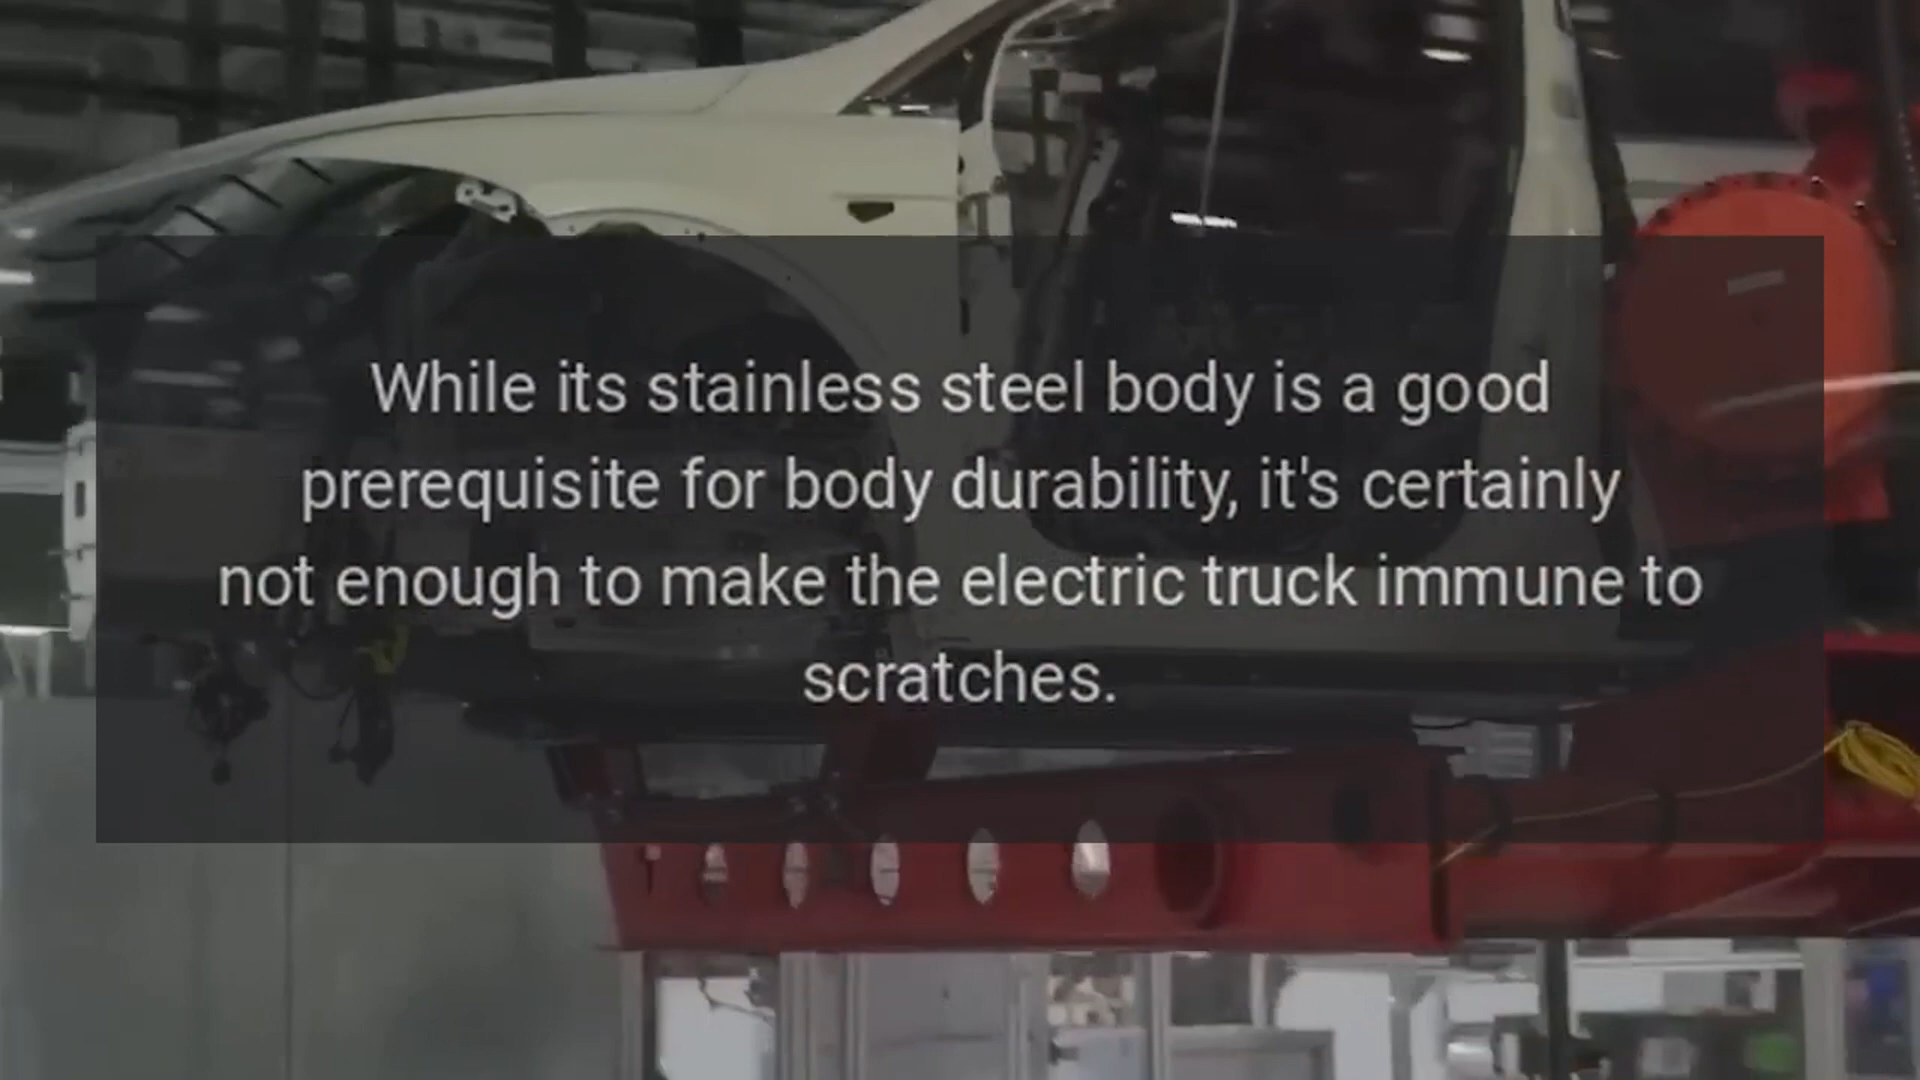 While its stainless steel body is a good
prerequisite for body durability, it's certainly
not enough to make the electric truck immune to
scratches.